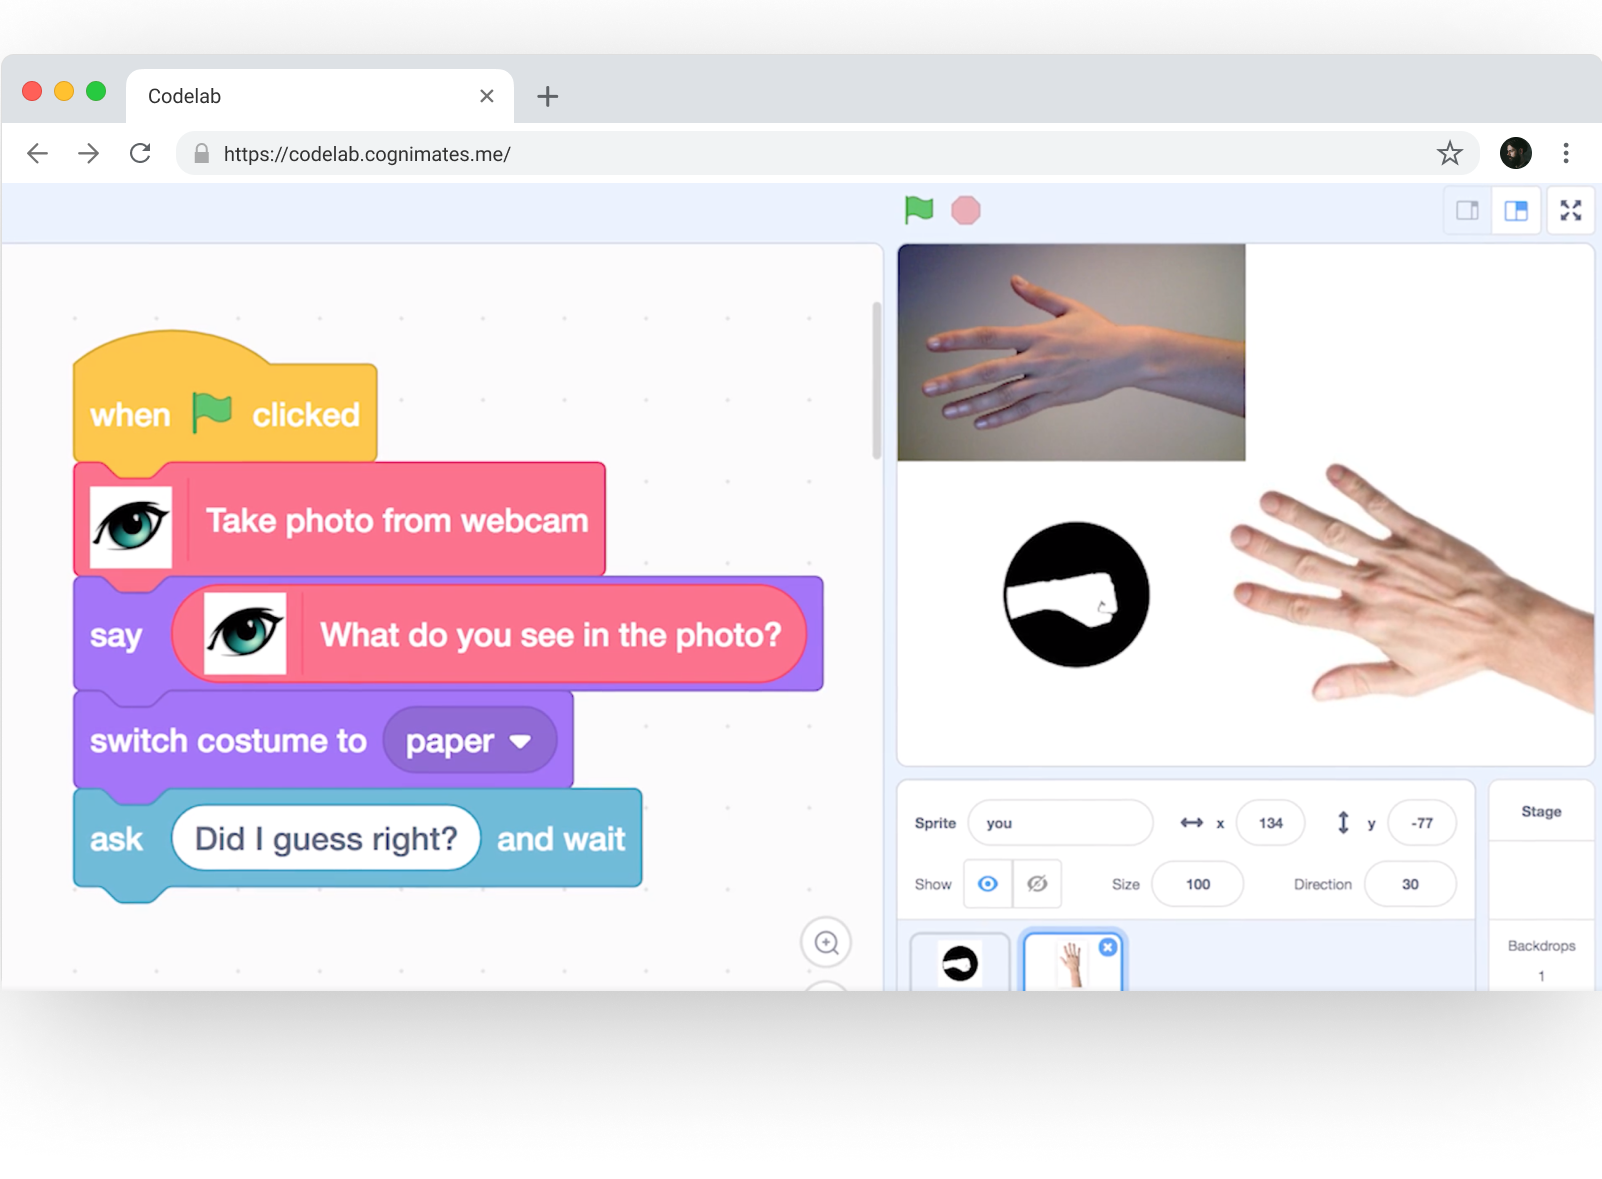 Codelab
https://codelab.cognimates.me/
when clicked
Take photo from webcam
say What do you see in the photo?
switch costume to paper
ask Did I guess right? and wait
Sprite you x 134 y -77
Show Size 100 Direction 30
Stage
Backdrops
1